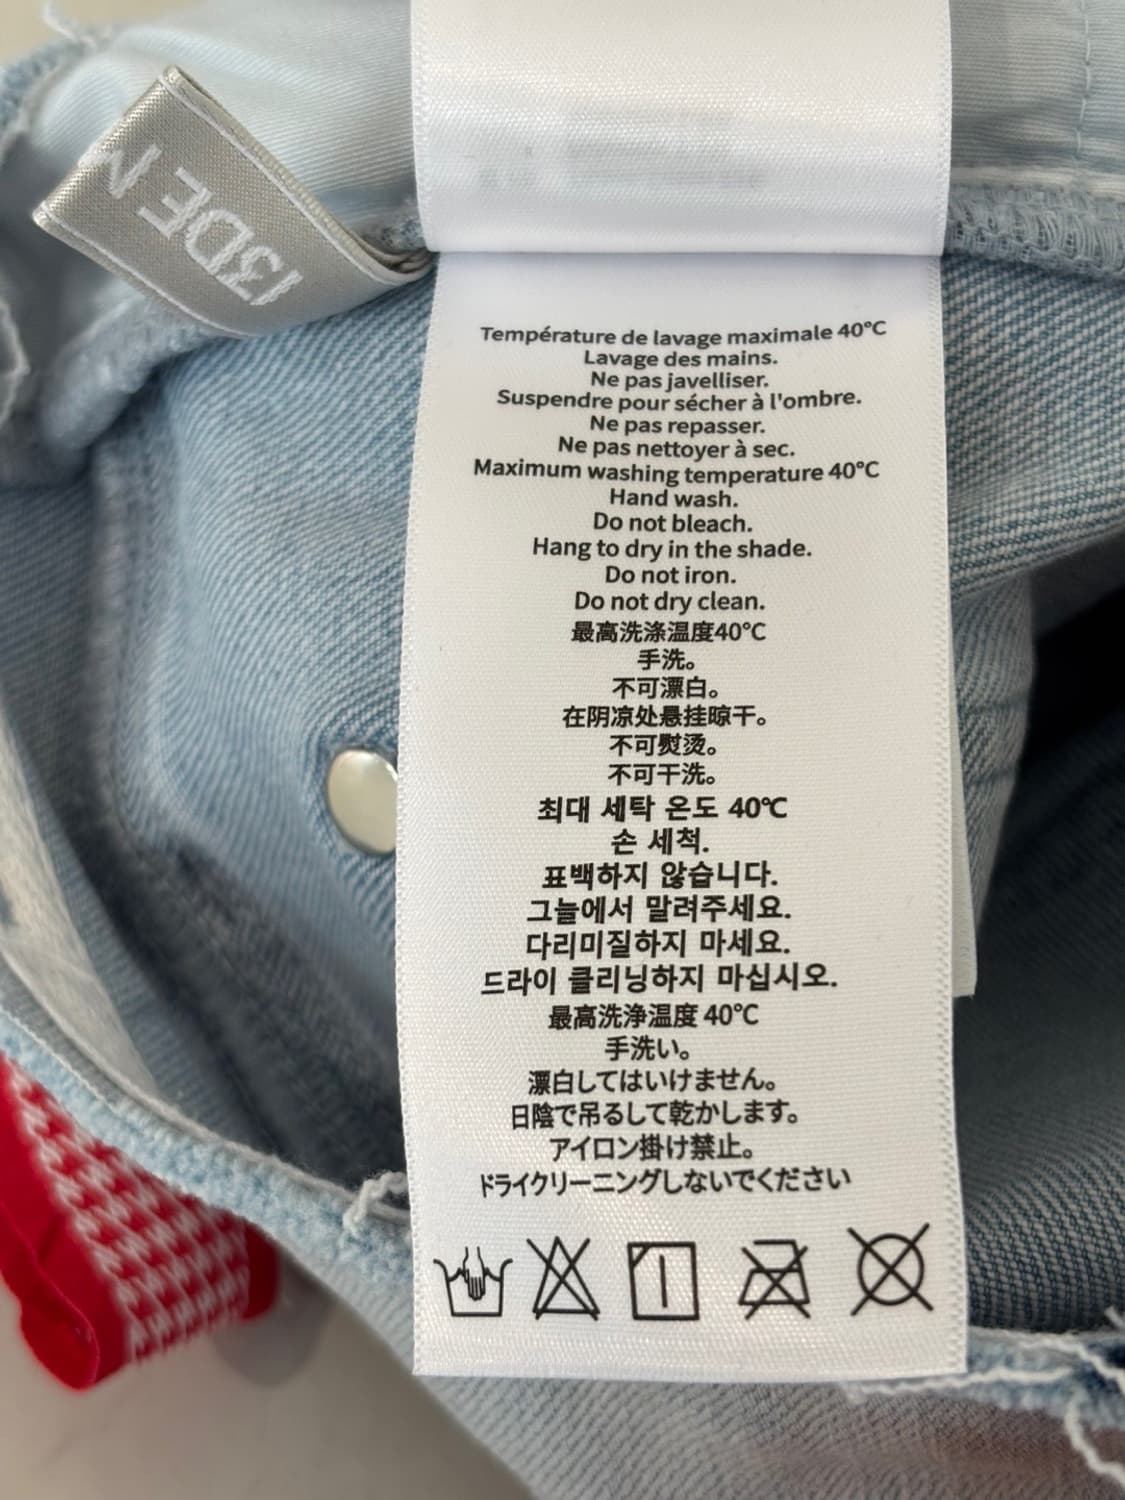 13DE M
Température de lavage maximale 40°C
Lavage des mains.
Ne pas javelliser.
Suspendre pour sécher à l'ombre.
Ne pas repasser.
Ne pas nettoyer à sec.
Maximum washing temperature 40°C
Hand wash.
Do not bleach.
Hang to dry in the shade.
Do not iron.
Do not dry clean.
最高洗涤温度40℃
手洗。
不可漂白。
在阴凉处悬挂晾干。
不可熨烫。
不可干洗。
최대 세탁 온도 40℃
손 세척.
표백하지 않습니다.
그늘에서 말려주세요.
다리미질하지 마세요.
드라이 클리닝하지 마십시오.
最高洗浄温度 40℃
手洗い。
漂白してはいけません。
日陰で吊るして乾かします。
アイロン掛け禁止。
ドライクリーニングしないでください